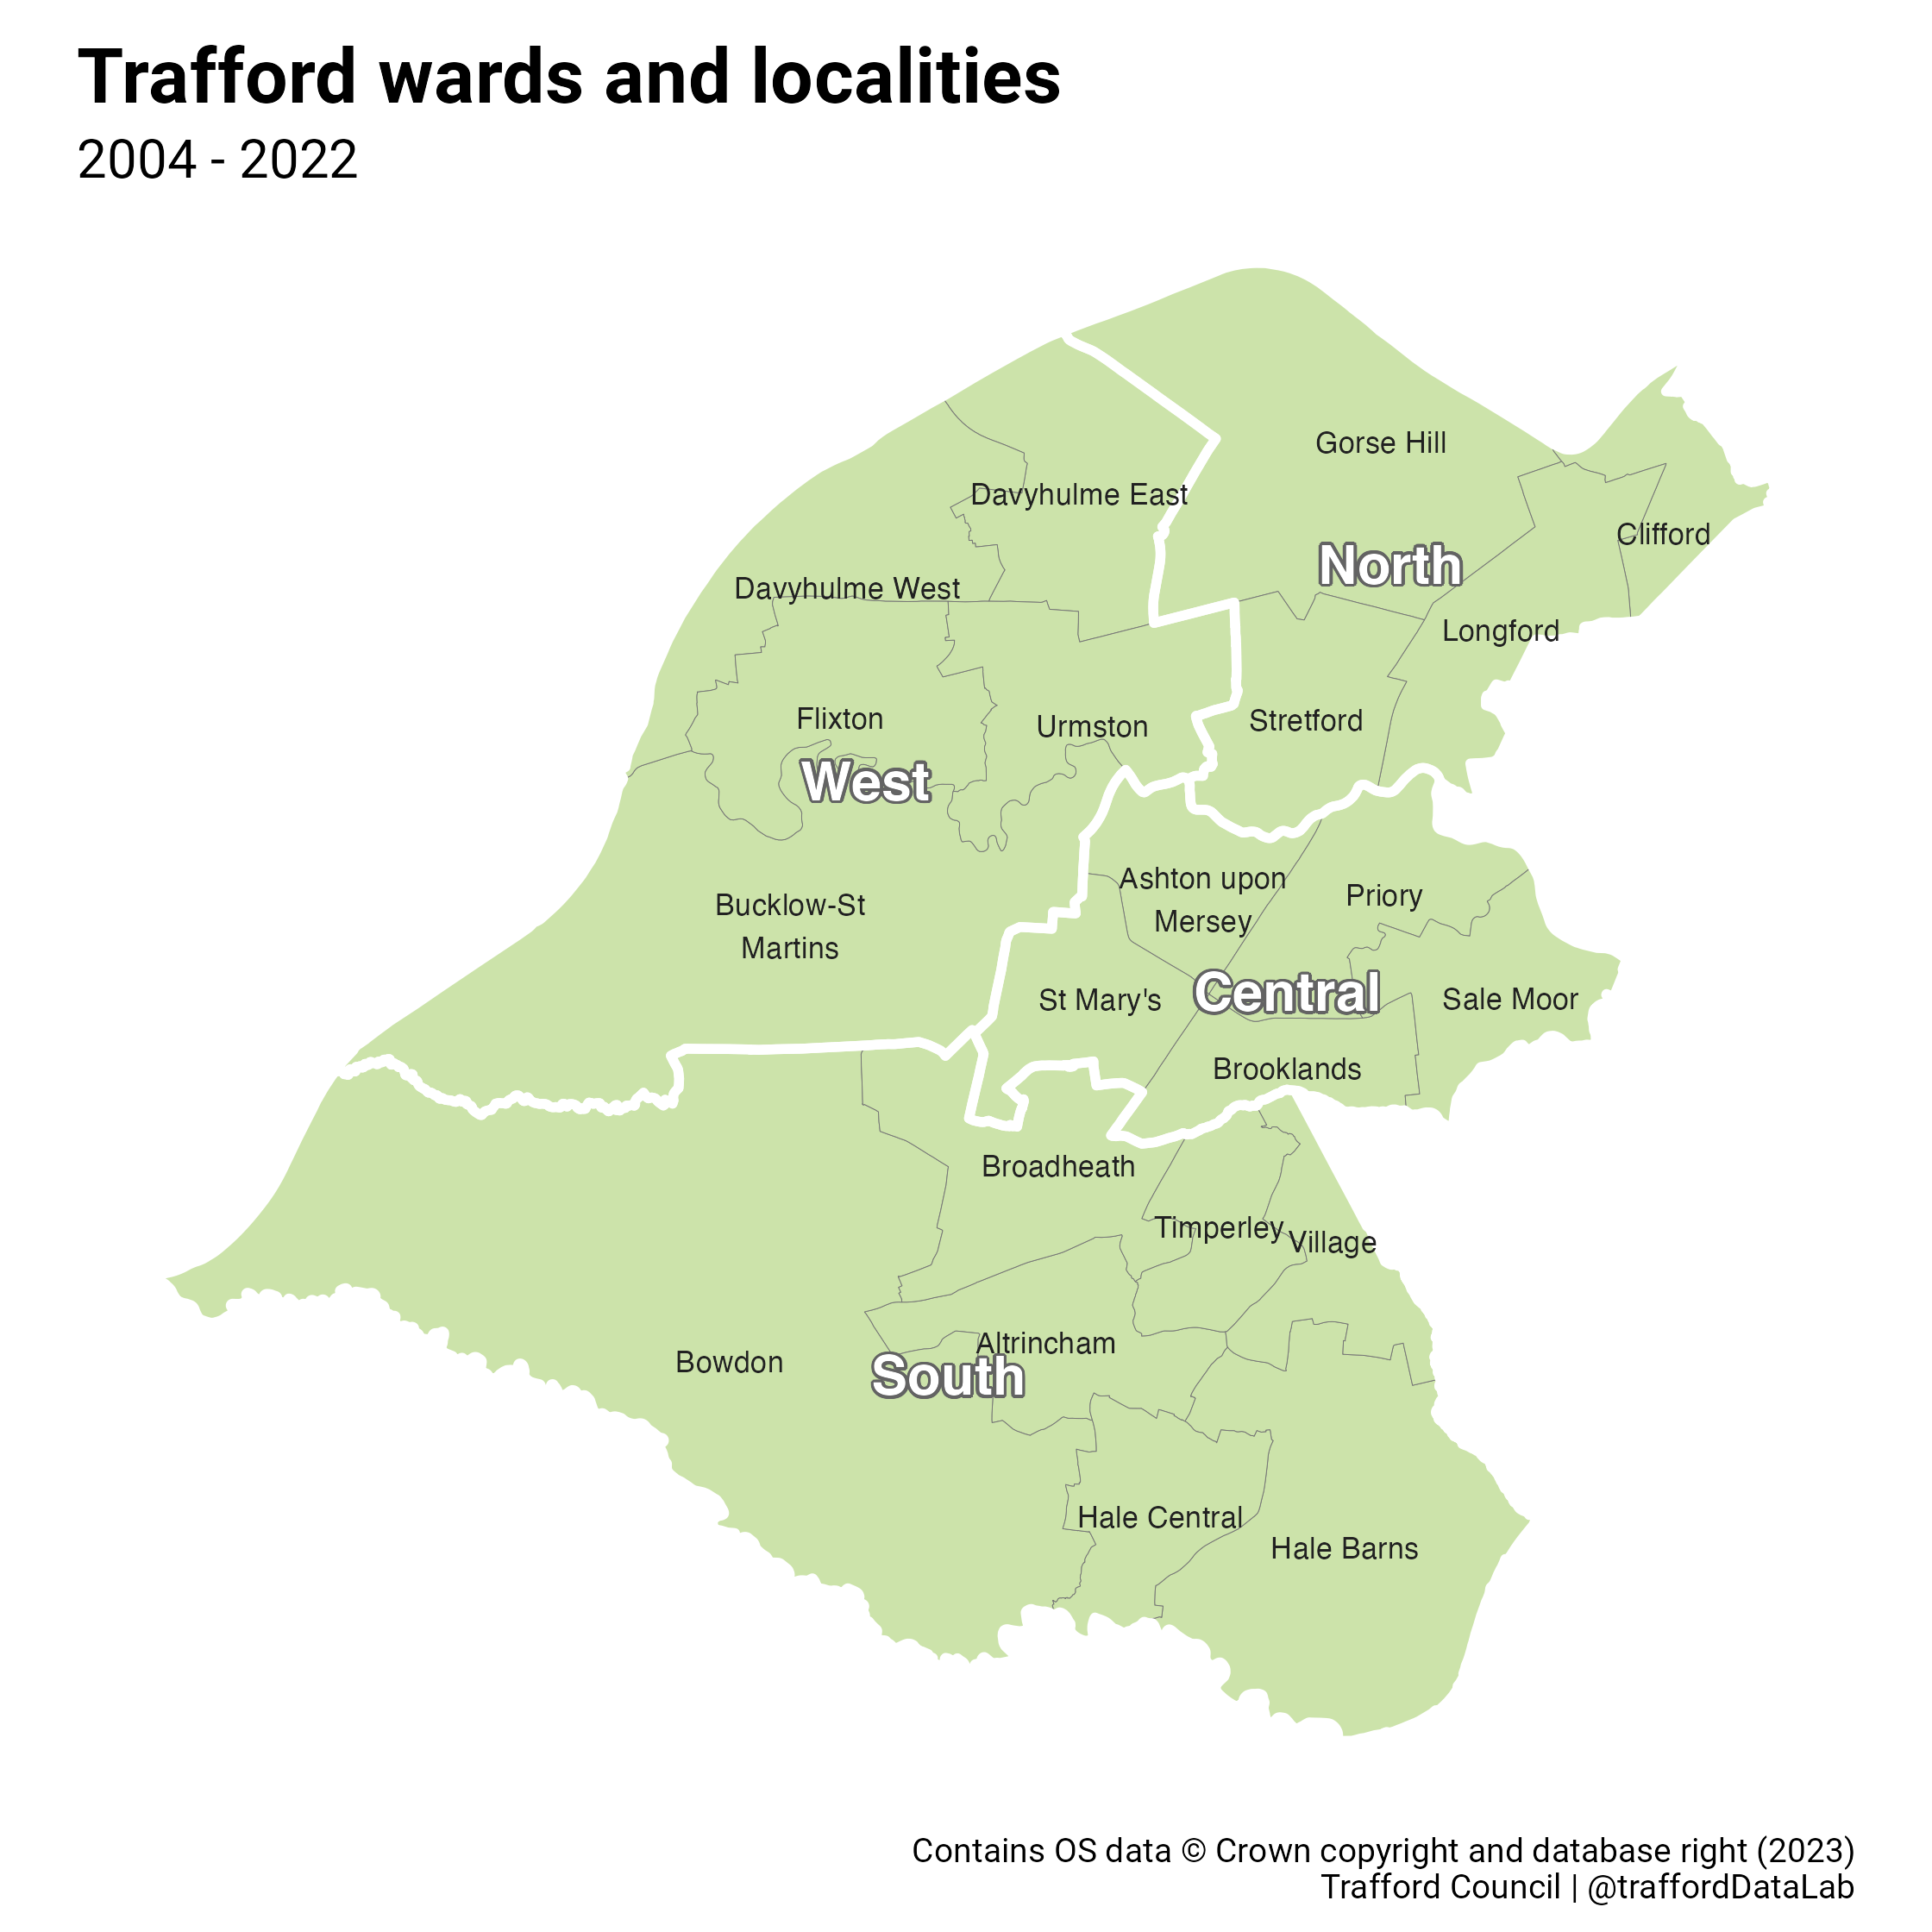 Trafford wards and localities
2004 - 2022
Gorse Hill
Davyhulme East
Clifford
North
Davyhulme West
Longford
Flixton
Urmston
Stretford
West
Ashton upon
Mersey
Priory
Bucklow-St
Martins
St Mary's
Central
Sale Moor
Brooklands
Broadheath
Timperley
Village
Altrincham
Bowdon
South
Hale Central
Hale Barns
Contains OS data © Crown copyright and database right (2023)
Trafford Council | @traffordDataLab